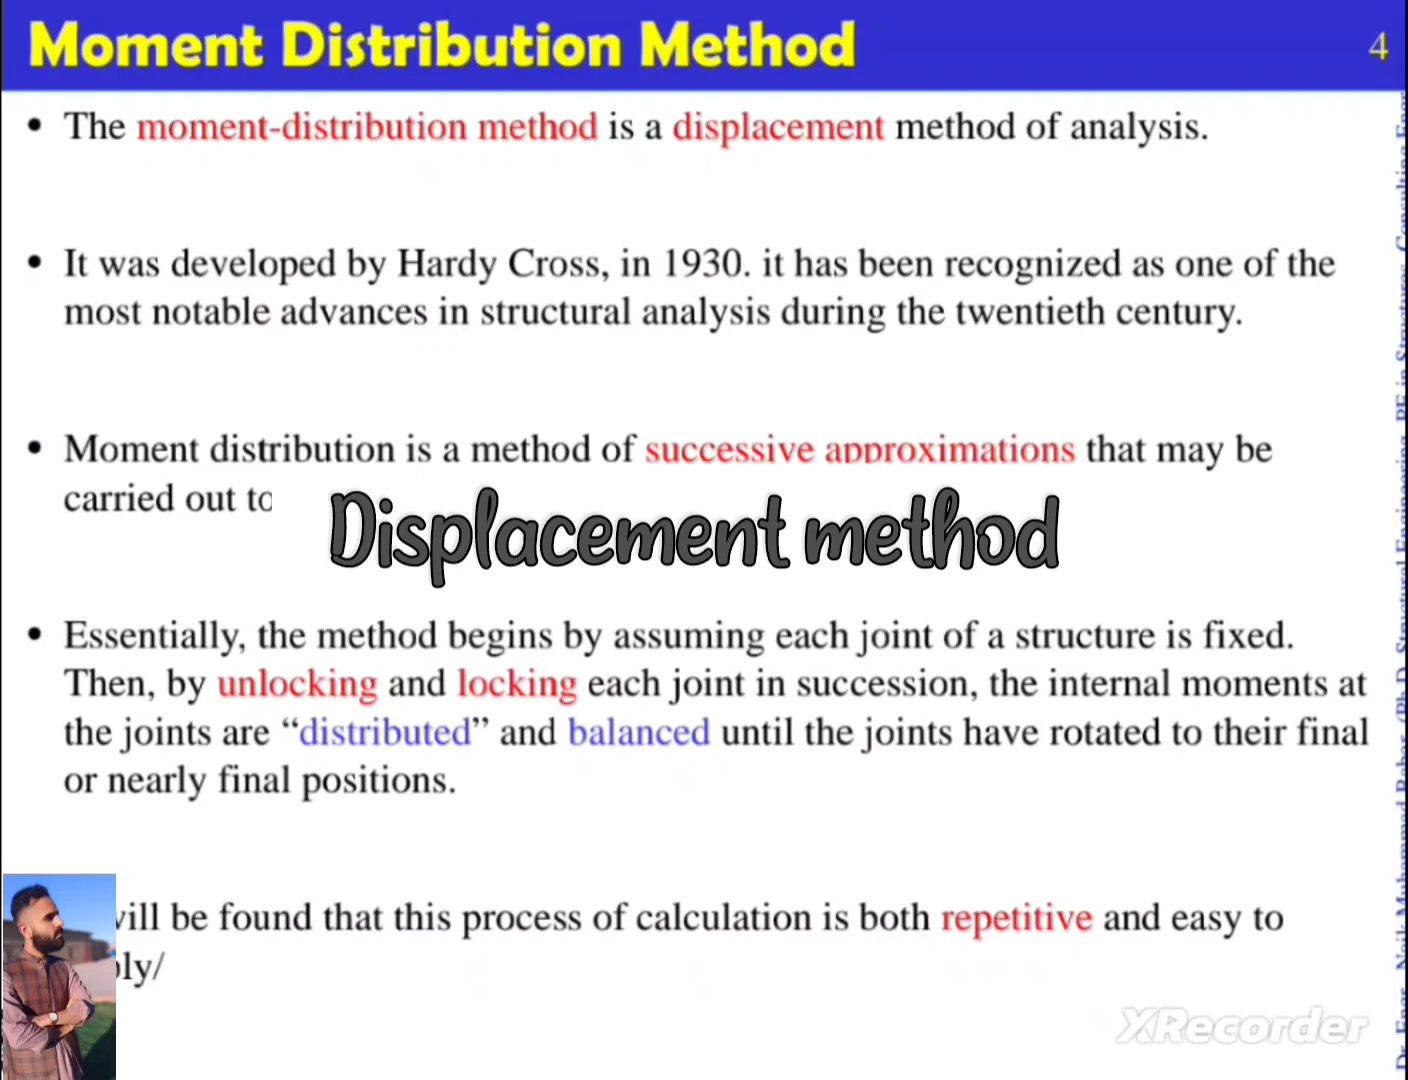 Moment Distribution Method
4
• The moment-distribution method is a displacement method of analysis.
• It was developed by Hardy Cross, in 1930. it has been recognized as one of the
most notable advances in structural analysis during the twentieth century.
• Moment distribution is a method of successive approximations that may be
carried out to
Displacement method
• Essentially, the method begins by assuming each joint of a structure is fixed.
Then, by unlocking and locking each joint in succession, the internal moments at
the joints are “distributed” and balanced until the joints have rotated to their final
or nearly final positions.
will be found that this process of calculation is both repetitive and easy to
ly/
XRecorder